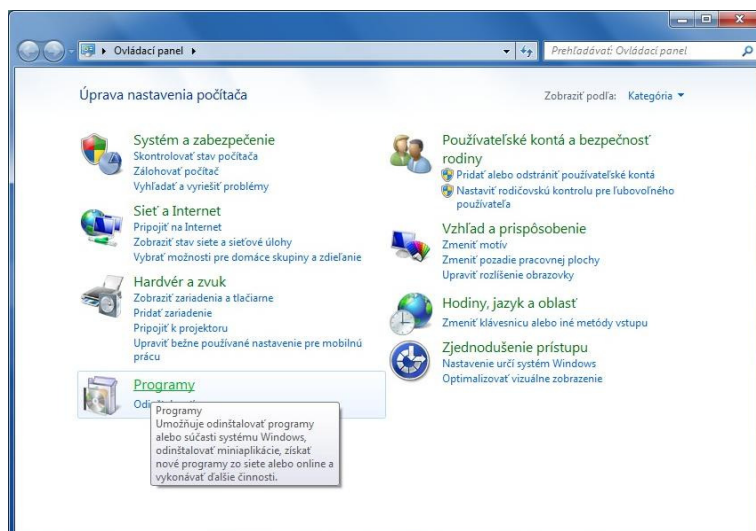 Ovládací panel
Prehľadávať: Ovládací panel
Úprava nastavenia počítača
Zobraziť podľa: Kategória
Systém a zabezpečenie
Skontrolovať stav počítača
Zálohovať počítač
Vyhľadať a vyriešiť problémy
Sieť a Internet
Pripojiť na Internet
Zobraziť stav siete a sieťové úlohy
Vybrať možnosti pre domáce skupiny a zdieľanie
Hardvér a zvuk
Zobraziť zariadenia a tlačiarne
Pridať zariadenie
Pripojiť k projektoru
Upraviť bežne používané nastavenie pre mobilnú
prácu
Programy
Programy
Umožňuje odinštalovať programy
alebo súčasti systému Windows,
odinštalovať miniaplikácie, získať
nové programy zo siete alebo online a
vykonávať ďalšie činnosti.
Používateľské kontá a bezpečnosť
rodiny
Pridať alebo odstrániť používateľské kontá
Nastaviť rodičovskú kontrolu pre ľubovoľného
používateľa
Vzhľad a prispôsobenie
Zmeniť motív
Zmeniť pozadie pracovnej plochy
Upraviť rozlíšenie obrazovky
Hodiny, jazyk a oblasť
Zmeniť klávesnicu alebo iné metódy vstupu
Zjednodušenie prístupu
Nastavenie určí systém Windows
Optimalizovať vizuálne zobrazenie